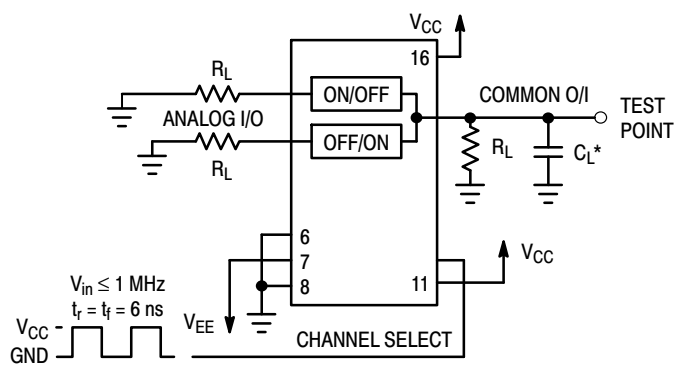 VCC
16
RL
ON/OFF
COMMON O/I
TEST
POINT
ANALOG I/O
OFF/ON
RL
RL
CL*
6
7
8
11
VCC
Vin ≤ 1 MHz
tr = tf = 6 ns
VCC
GND
VEE
CHANNEL SELECT